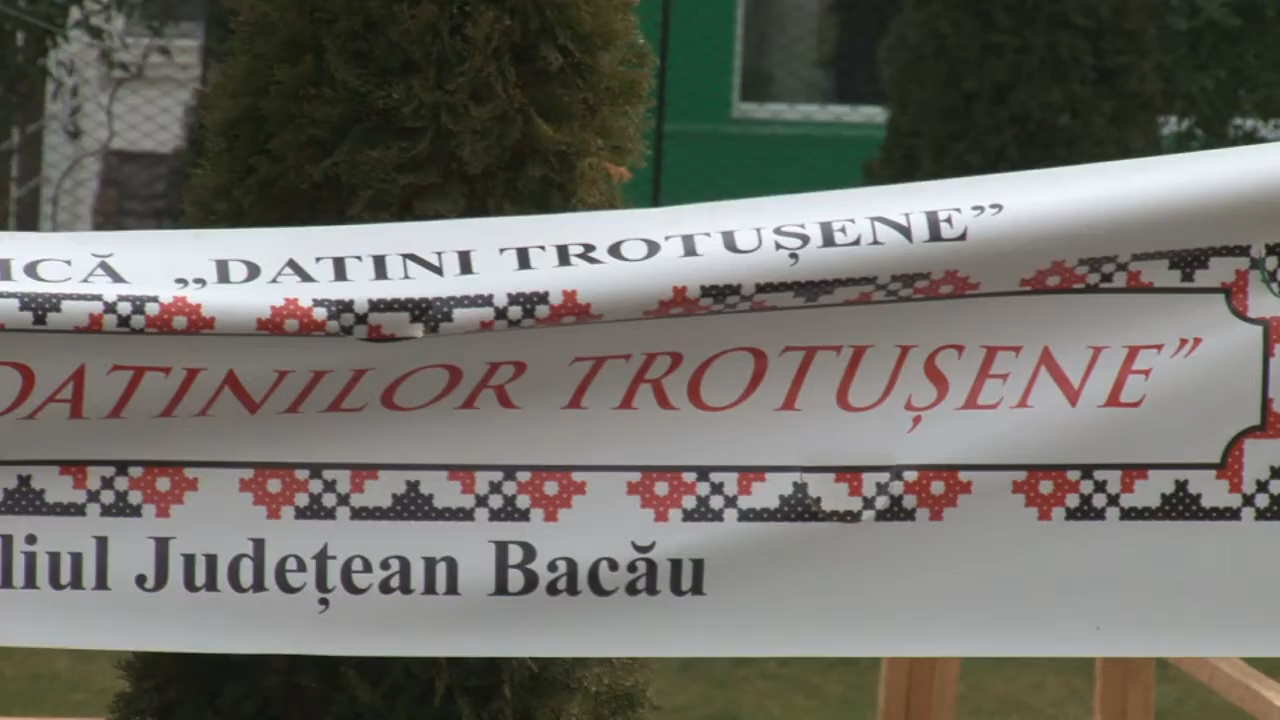 ICĂ „DATINI TROTUȘENE”
DATINILOR TROTUȘENE”
liul Județean Bacău